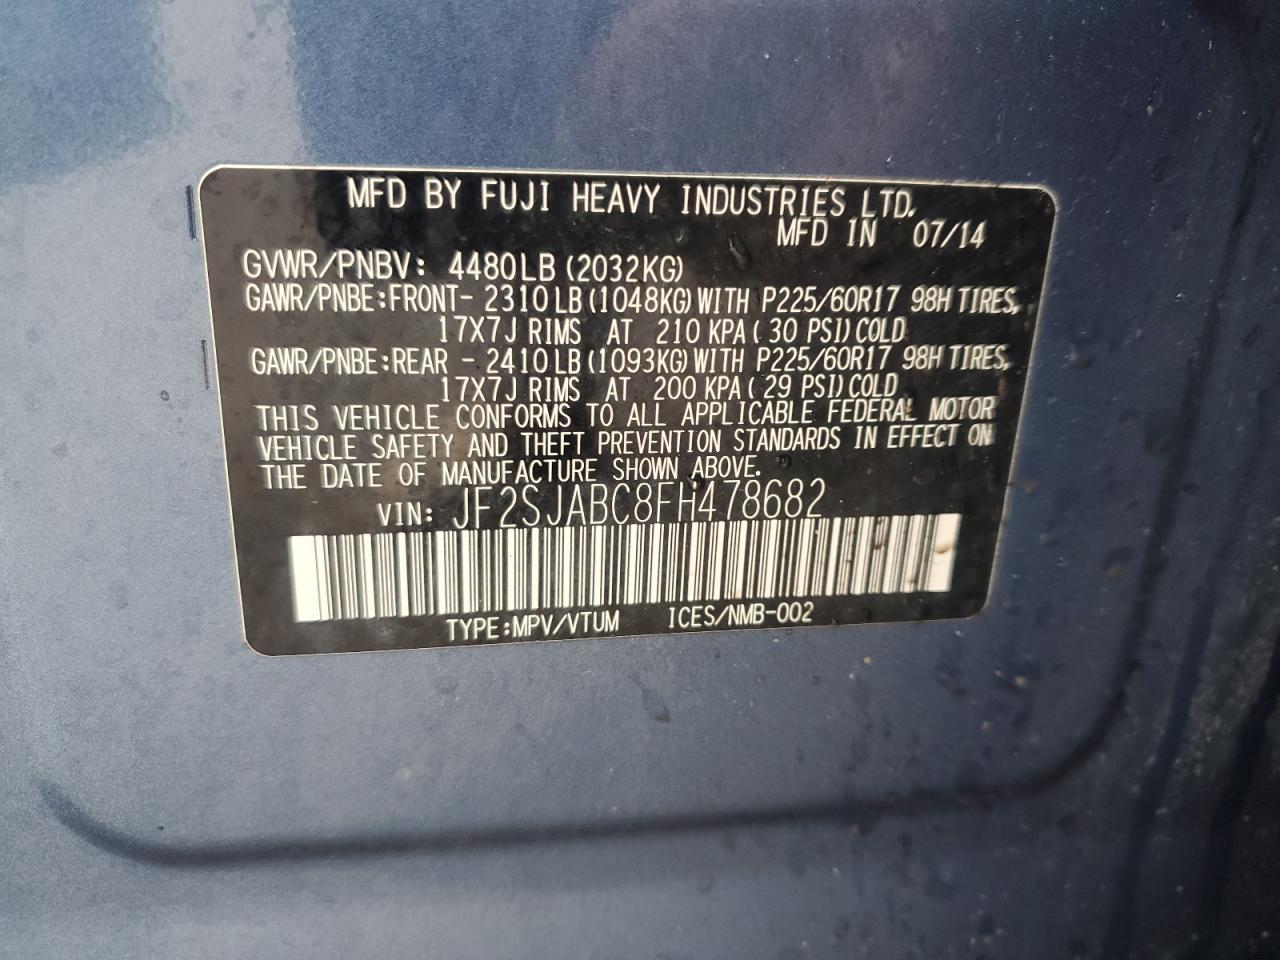 MFD BY FUJI HEAVY INDUSTRIES LTD.
MFD IN 07/14
GVWR/PNBV: 4480LB (2032KG)
GAWR/PNBE:FRONT- 2310 LB (1048KG) WITH P225/60R17 98H TIRES,
17X7J RIMS AT 210 KPA ( 30 PSI) COLD
GAWR/PNBE:REAR - 2410 LB (1093KG) WITH P225/60R17 98H TIRES,
17X7J RIMS AT 200 KPA ( 29 PSI) COLD
THIS VEHICLE CONFORMS TO ALL APPLICABLE FEDERAL MOTOR
VEHICLE SAFETY AND THEFT PREVENTION STANDARDS IN EFFECT ON
THE DATE OF MANUFACTURE SHOWN ABOVE.
VIN: JF2SJABC8FH478682
TYPE:MPV/VTUM ICES/NMB-002